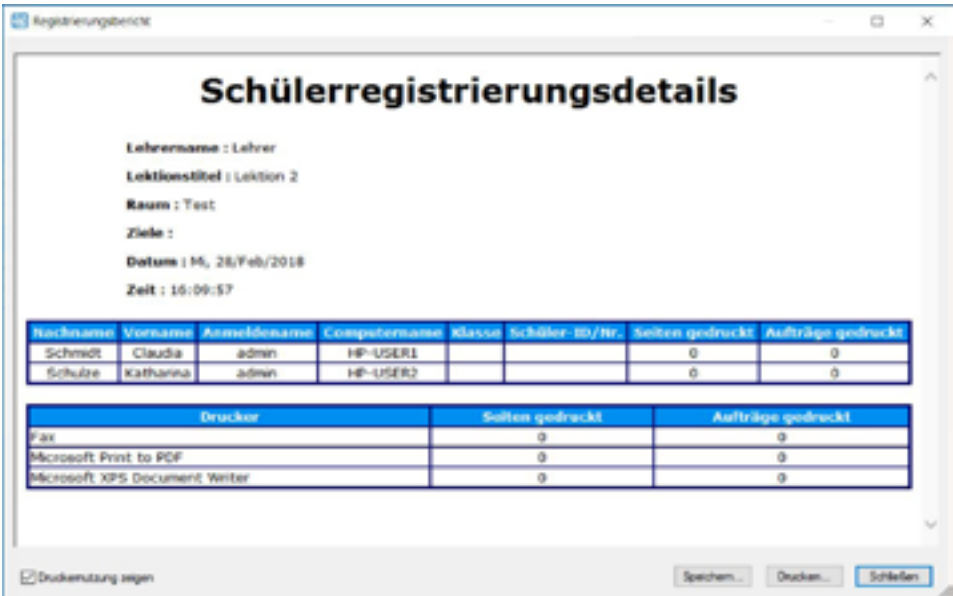 Registrierungsbericht
Schülerregistrierungsdetails
Lehrername : Lehrer
Lektionstitel : Lektion 2
Raum : Test
Ziele :
Datum : Mi, 28/Feb/2018
Zeit : 16:09:57
Nachname Vorname Anmeldename Computername Klasse Schüler-ID/Nr. Seiten gedruckt Aufträge gedruckt
Schmidt Claudia admin HP-USER1 0 0
Schulze Katharina admin HP-USER2 0 0
Drucker Seiten gedruckt Aufträge gedruckt
Fax 0 0
Microsoft Print to PDF 0 0
Microsoft XPS Document Writer 0 0
Druckernutzung zeigen Speichern... Drucken... Schließen